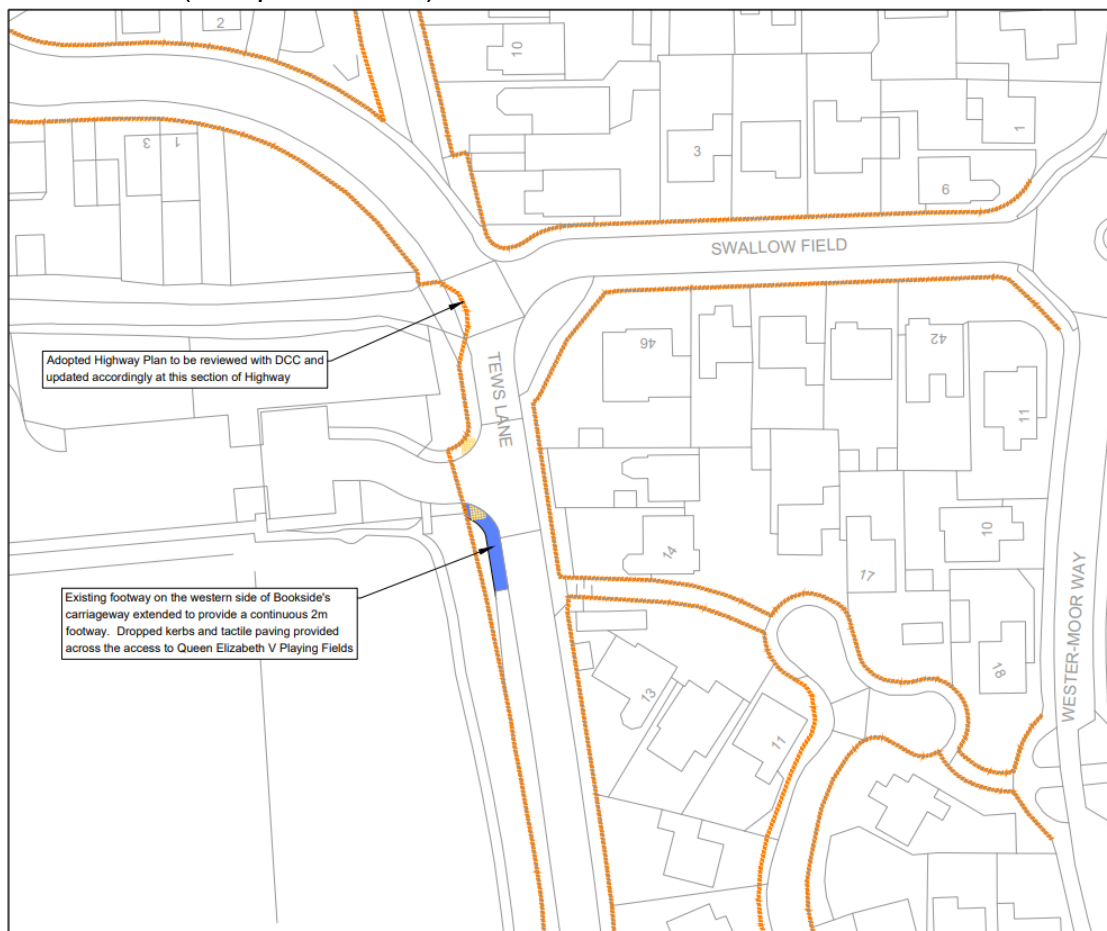 2
10
3
1
3
1
6
SWALLOW FIELD
Adopted Highway Plan to be reviewed with DCC and
updated accordingly at this section of Highway
TEWS LANE
46
42
11
14
17
10
Existing footway on the western side of Bookside's
carriageway extended to provide a continuous 2m
footway. Dropped kerbs and tactile paving provided
across the access to Queen Elizabeth V Playing Fields
WESTER-MOOR WAY
13
11
18